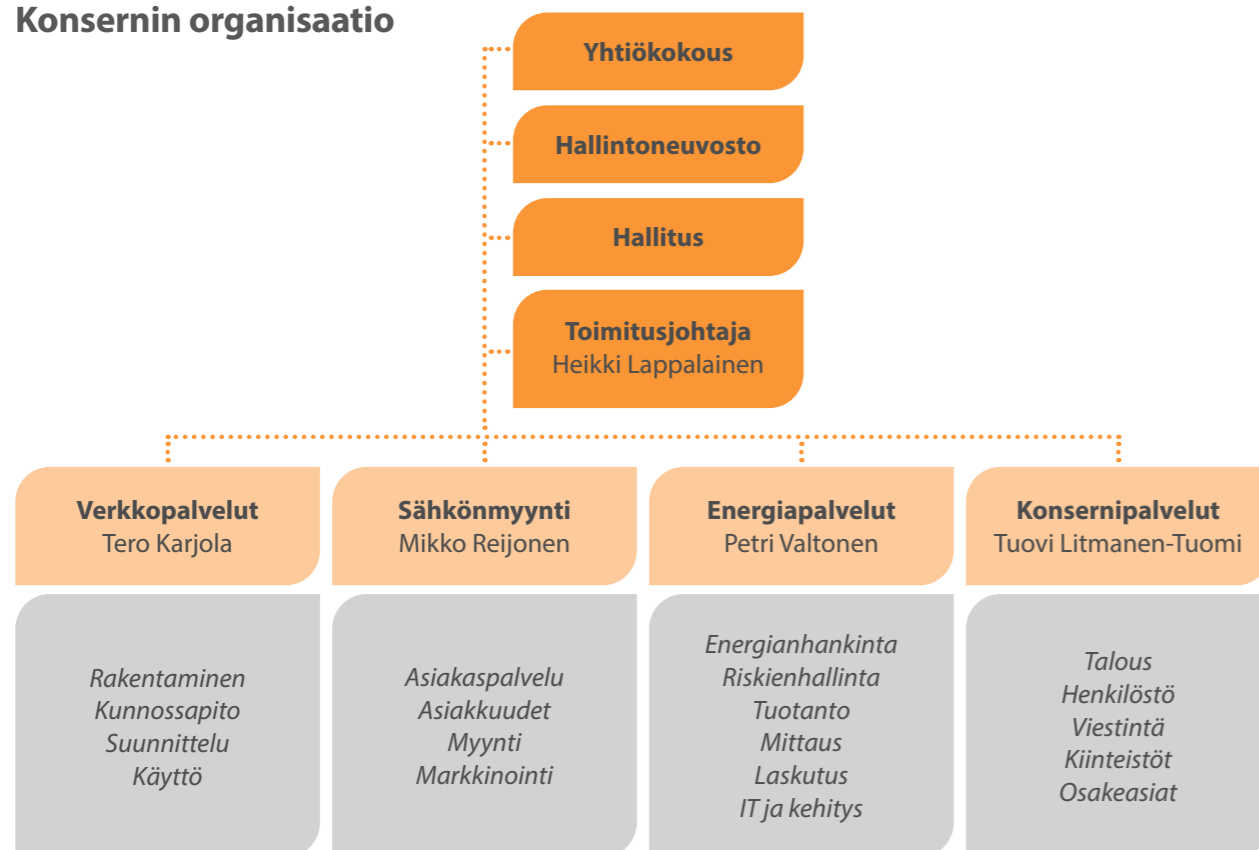 Konsernin organisaatio
Yhtiökokous
Hallintoneuvosto
Hallitus
Toimitusjohtaja
Heikki Lappalainen
Verkkopalvelut
Tero Karjola
Rakentaminen
Kunnossapito
Suunnittelu
Käyttö
Sähkönmyynti
Mikko Reijonen
Asiakaspalvelu
Asiakkuudet
Myynti
Markkinointi
Energiapalvelut
Petri Valtonen
Energianhankinta
Riskienhallinta
Tuotanto
Mittaus
Laskutus
IT ja kehitys
Konsernipalvelut
Tuovi Litmanen-Tuomi
Talous
Henkilöstö
Viestintä
Kiinteistöt
Osakeasiat